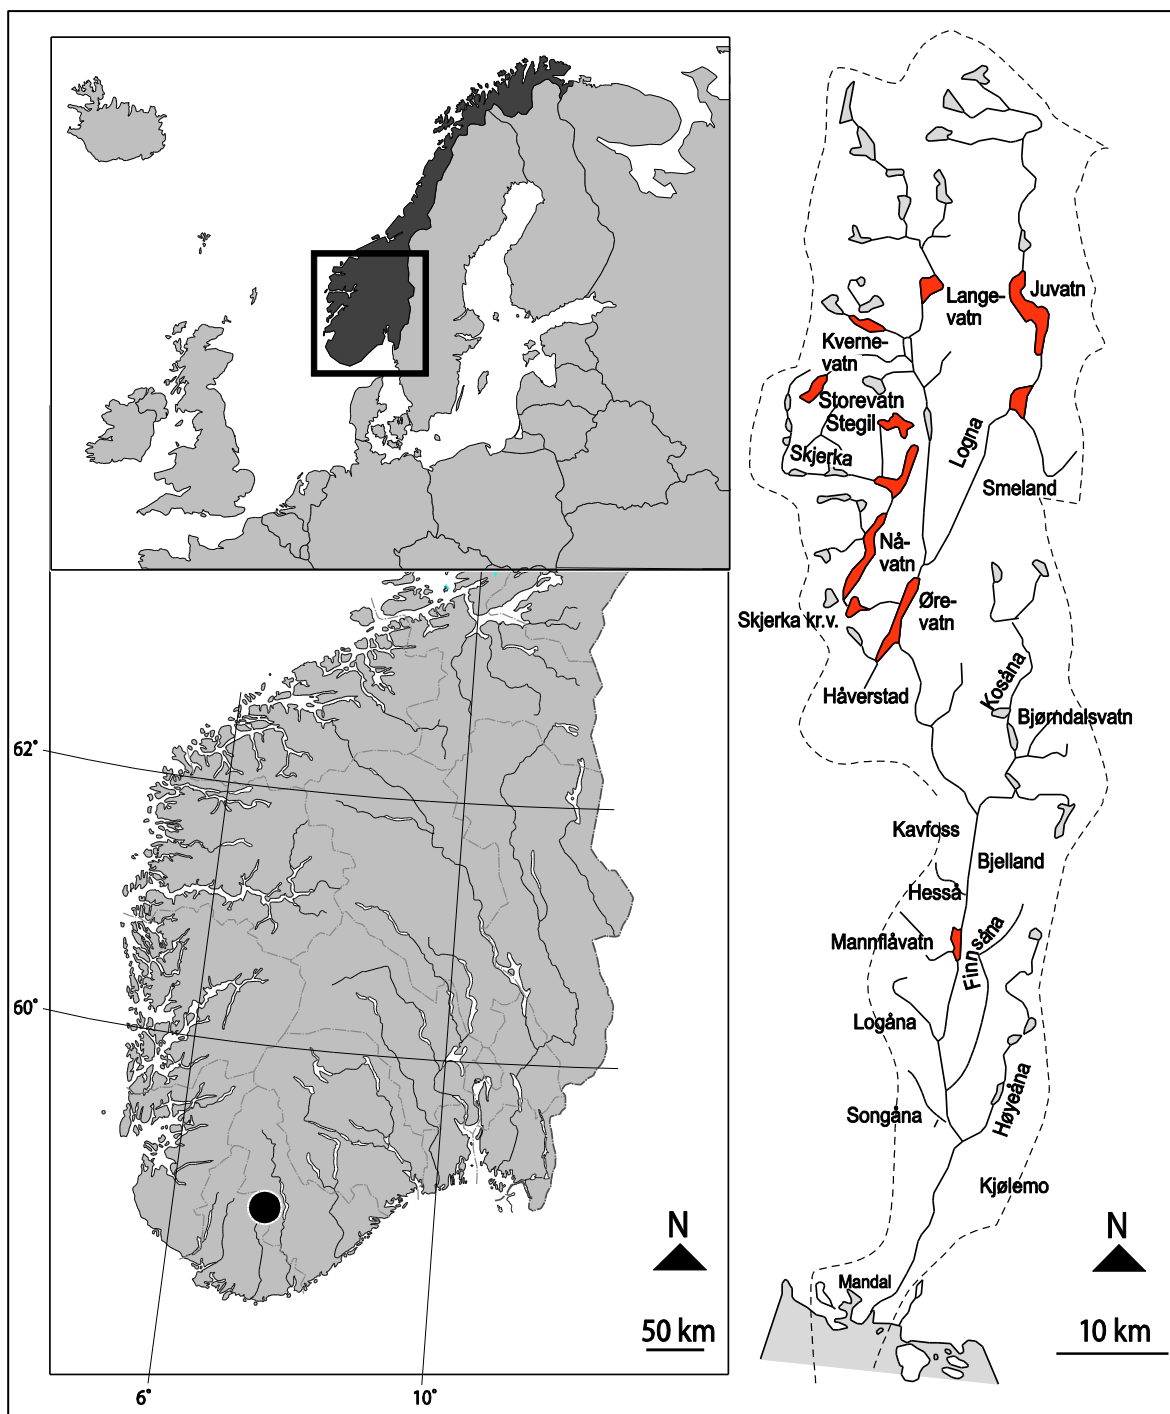 62°
60°
6°
10°
N
50 km
Lange-
vatn
Juvatn
Kverne-
vatn
Storevatn
Stegil
Skjerka
Logna
Smeland
Nå-
vatn
Skjerka kr.v.
Øre-
vatn
Håverstad
Kosåna
Bjørndalsvatn
Kavfoss
Bjelland
Hesså
Mannflåvatn
Finnsåna
Logåna
Songåna
Høyeåna
Kjølemo
Mandal
N
10 km